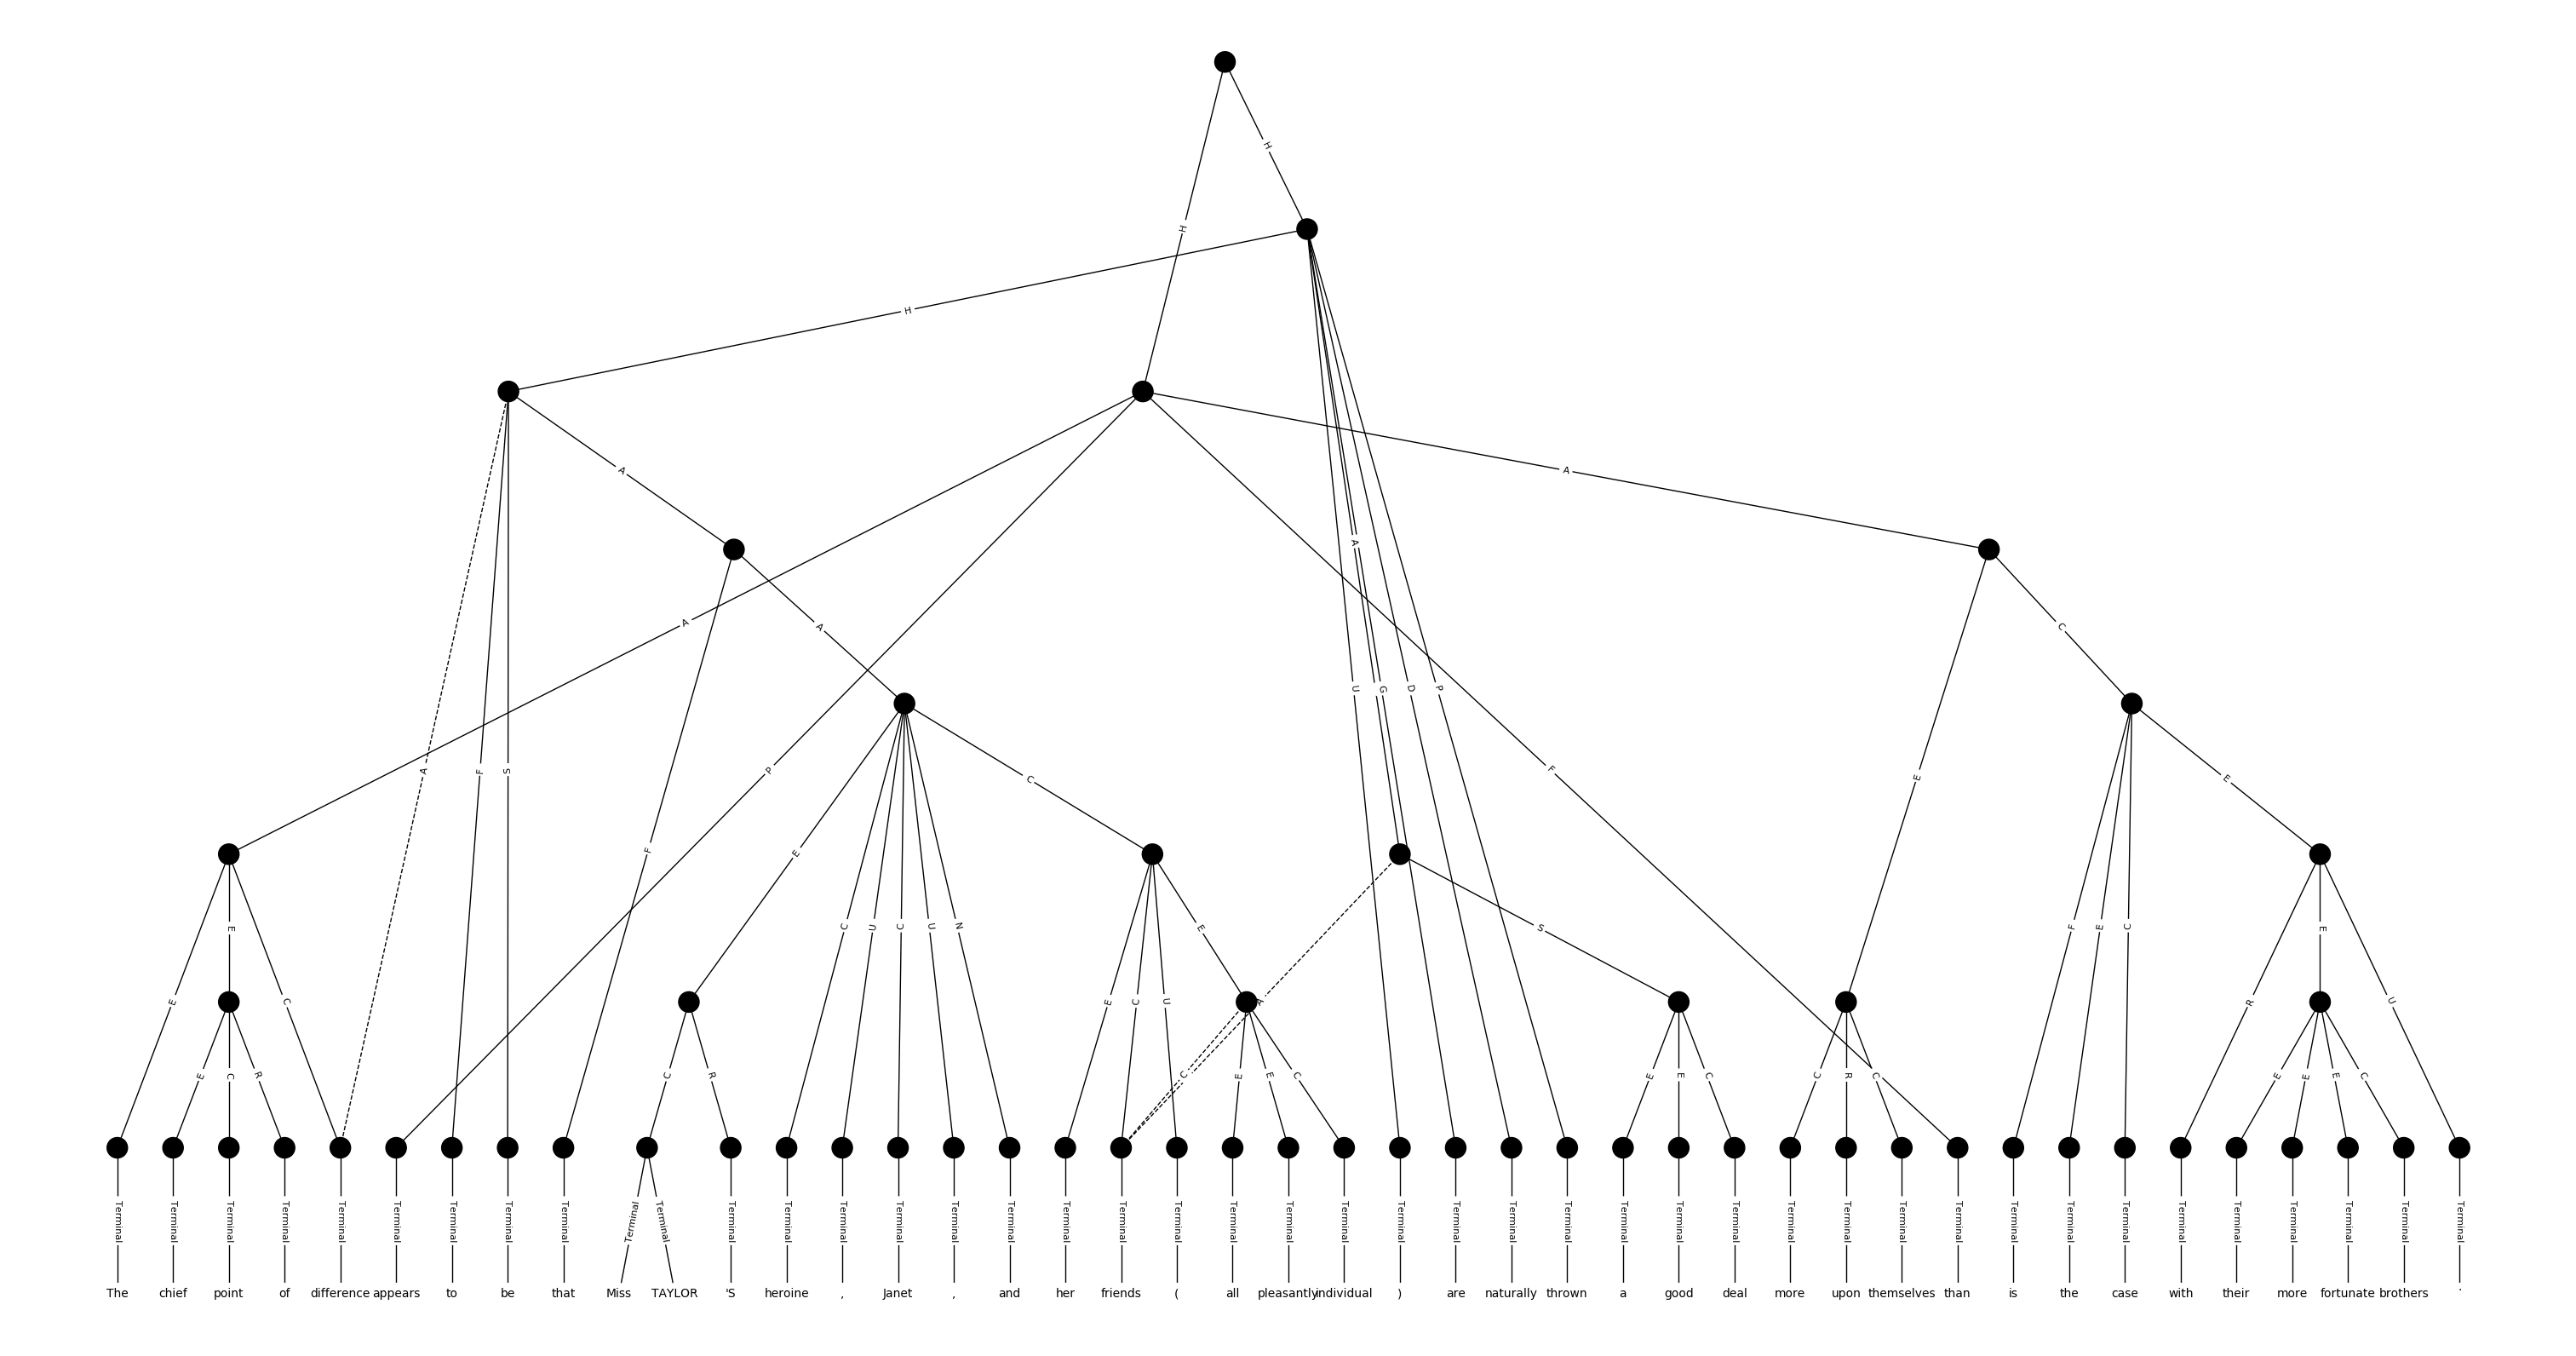 H
H
H
A
A
A
A
A
F
S
F
P
E
C
U
A
G
D
P
F
E
C
E
E
E
C
C
U
C
U
N
C
E
C
U
E
A
S
F
E
C
R
E
U
E
C
R
C
R
C
E
E
C
E
E
C
C
R
C
E
E
E
C
Terminal Terminal Terminal Terminal Terminal Terminal Terminal Terminal Terminal Terminal Terminal Terminal Terminal Terminal Terminal Terminal Terminal Terminal Terminal Terminal Terminal Terminal Terminal Terminal Terminal Terminal Terminal Terminal Terminal Terminal Terminal Terminal Terminal Terminal Terminal Terminal Terminal Terminal Terminal Terminal Terminal Terminal Terminal
The chief point of difference appears to be that Miss TAYLOR 'S heroine , Janet , and her friends ( all pleasantly individual ) are naturally thrown a good deal more upon themselves than is the case with their more fortunate brothers .